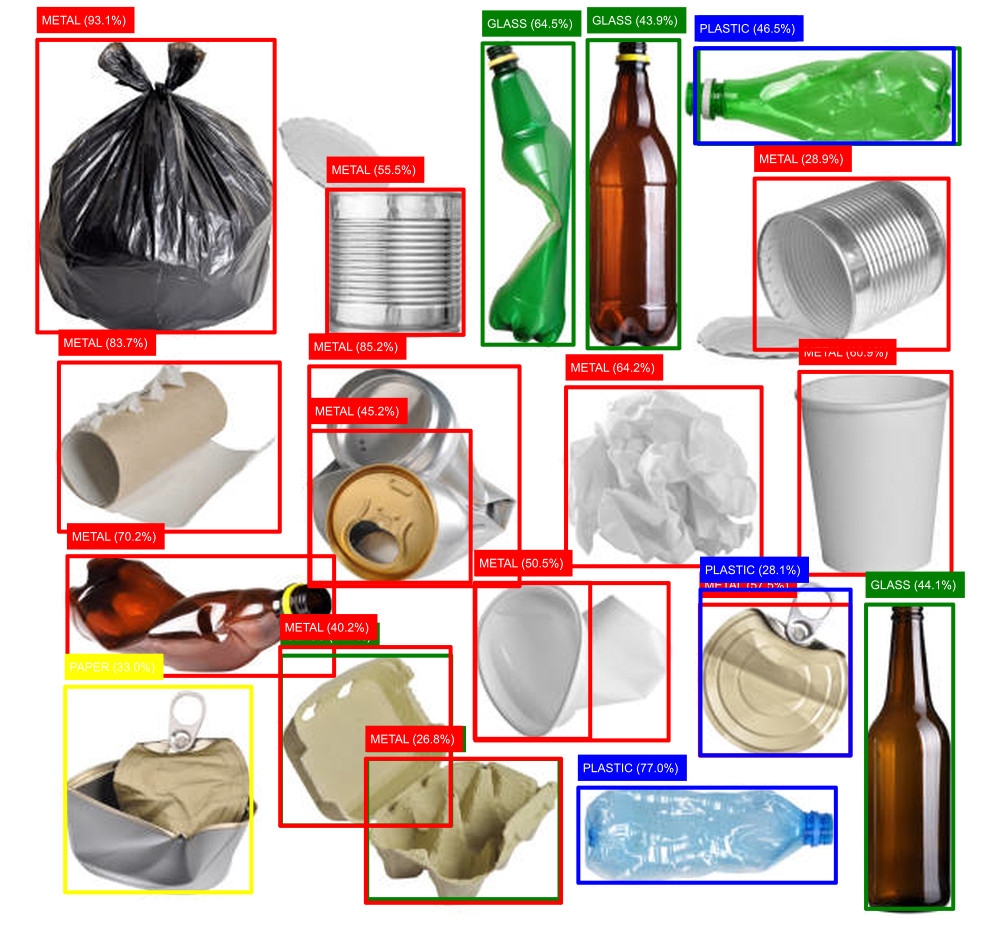 METAL (93.1%)
GLASS (64.5%)
GLASS (43.9%)
PLASTIC (46.5%)
METAL (28.9%)
METAL (55.5%)
METAL (83.7%)
METAL (85.2%)
METAL (60.9%)
METAL (64.2%)
METAL (45.2%)
METAL (70.2%)
METAL (50.5%)
PLASTIC (28.1%)
METAL (57.5%)
GLASS (44.1%)
METAL (40.2%)
PAPER (33.0%)
METAL (26.8%)
PLASTIC (77.0%)